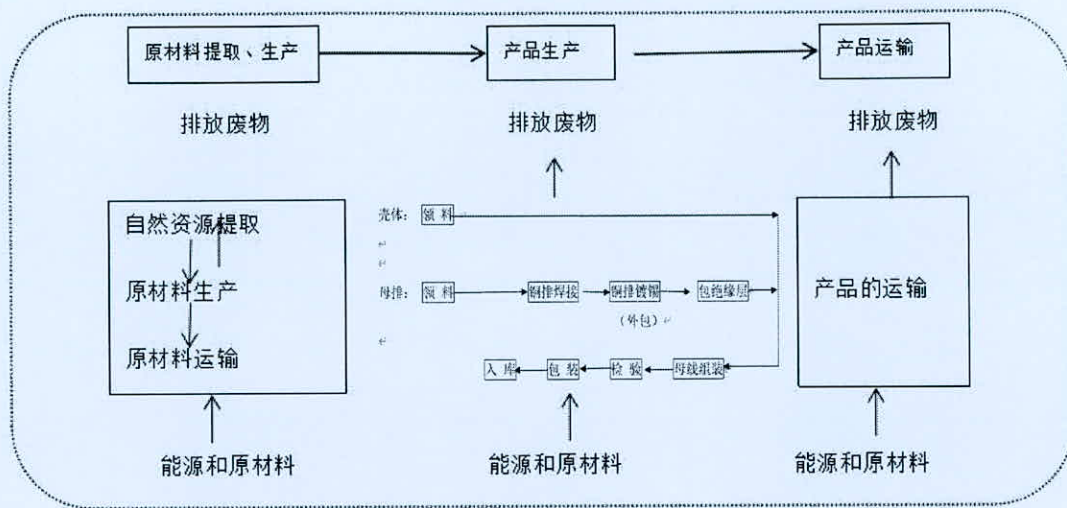 原材料提取、生产
产品生产
产品运输
排放废物
排放废物
排放废物
自然资源提取
原材料生产
原材料运输
壳体： 领 料
母排： 领 料 铜排焊接 铜排镀锡 包绝缘层
（外包）
入 库 包 装 检 验 母线组装
产品的运输
能源和原材料
能源和原材料
能源和原材料